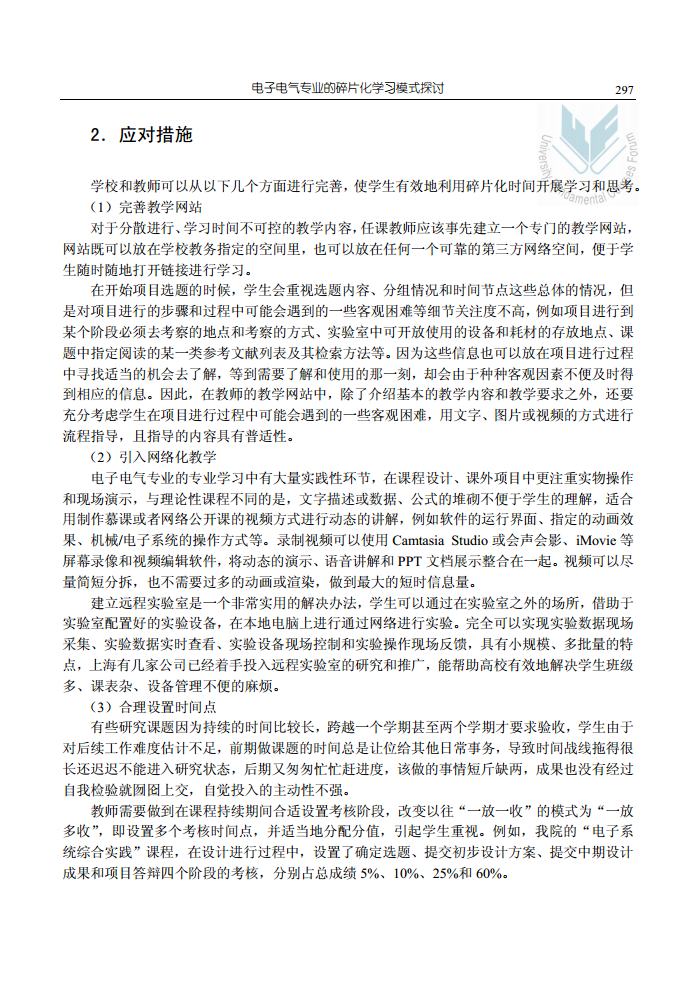 电子电气专业的碎片化学习模式探讨 297
2．应对措施
学校和教师可以从以下几个方面进行完善，使学生有效地利用碎片化时间开展学习和思考。
（1）完善教学网站
对于分散进行、学习时间不可控的教学内容，任课教师应该事先建立一个专门的教学网站，
网站既可以放在学校教务指定的空间里，也可以放在任何一个可靠的第三方网络空间，便于学
生随时随地打开链接进行学习。
在开始项目选题的时候，学生会重视选题内容、分组情况和时间节点这些总体的情况，但
是对项目进行的步骤和过程中可能会遇到的一些客观困难等细节关注度不高，例如项目进行到
某个阶段必须去考察的地点和考察的方式、实验室中可开放使用的设备和耗材的存放地点、课
题中指定阅读的某一类参考文献列表及其检索方法等。因为这些信息也可以放在项目进行过程
中寻找适当的机会去了解，等到需要了解和使用的那一刻，却会由于种种客观因素不便及时得
到相应的信息。因此，在教师的教学网站中，除了介绍基本的教学内容和教学要求之外，还要
充分考虑学生在项目进行过程中可能会遇到的一些客观困难，用文字、图片或视频的方式进行
流程指导，且指导的内容具有普适性。
（2）引入网络化教学
电子电气专业的专业学习中有大量实践性环节，在课程设计、课外项目中更注重实物操作
和现场演示，与理论性课程不同的是，文字描述或数据、公式的堆砌不便于学生的理解，适合
用制作慕课或者网络公开课的视频方式进行动态的讲解，例如软件的运行界面、指定的动画效
果、机械/电子系统的操作方式等。录制视频可以使用 Camtasia Studio 或会声会影、iMovie 等
屏幕录像和视频编辑软件，将动态的演示、语音讲解和 PPT 文档展示整合在一起。视频可以尽
量简短分拆，也不需要过多的动画或渲染，做到最大的短时信息量。
建立远程实验室是一个非常实用的解决办法，学生可以通过在实验室之外的场所，借助于
实验室配置好的实验设备，在本地电脑上进行通过网络进行实验。完全可以实现实验数据现场
采集、实验数据实时查看、实验设备现场控制和实验操作现场反馈，具有小规模、多批量的特
点，上海有几家公司已经着手投入远程实验室的研究和推广，能帮助高校有效地解决学生班级
多、课表杂、设备管理不便的麻烦。
（3）合理设置时间点
有些研究课题因为持续的时间比较长，跨越一个学期甚至两个学期才要求验收，学生由于
对后续工作难度估计不足，前期做课题的时间总是让位给其他日常事务，导致时间战线拖得很
长还迟迟不能进入研究状态，后期又匆匆忙忙赶进度，该做的事情短斤缺两，成果也没有经过
自我检验就囫囵上交，自觉投入的主动性不强。
教师需要做到在课程持续期间合适设置考核阶段，改变以往“一放一收”的模式为“一放
多收”，即设置多个考核时间点，并适当地分配分值，引起学生重视。例如，我院的“电子系
统综合实践”课程，在设计进行过程中，设置了确定选题、提交初步设计方案、提交中期设计
成果和项目答辩四个阶段的考核，分别占总成绩 5%、10%、25%和 60%。